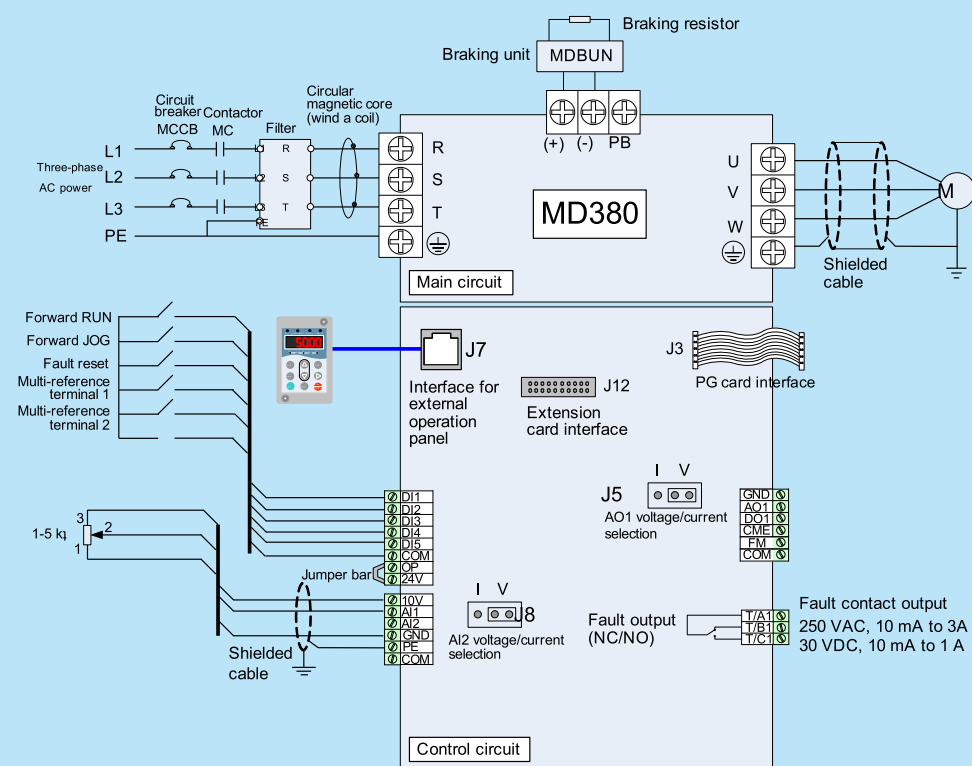 Braking resistor
Braking unit
MDBUN
(+)
(-)
PB
Circuit
breaker
MCCB
Contactor
MC
Filter
Circular
magnetic core
(wind a coil)
L1
L2
L3
PE
Three-phase
AC power
R
S
T
R
S
T
MD380
U
V
W
M
Shielded
cable
Main circuit
Forward RUN
Forward JOG
Fault reset
Multi-reference
terminal 1
Multi-reference
terminal 2
50.00
J7
Interface for
external
operation
panel
J12
Extension
card interface
J3
PG card interface
I V
J5
AO1 voltage/current
selection
GND
AO1
DO1
CME
FM
COM
DI1
DI2
DI3
DI4
DI5
COM
OP
24V
Jumper bar
3
2
1
1-5 k
10V
AI1
AI2
GND
PE
COM
Shielded
cable
I V
J8
AI2 voltage/current
selection
Fault output
(NC/NO)
T/A1
T/B1
T/C1
Fault contact output
250 VAC, 10 mA to 3A
30 VDC, 10 mA to 1 A
Control circuit